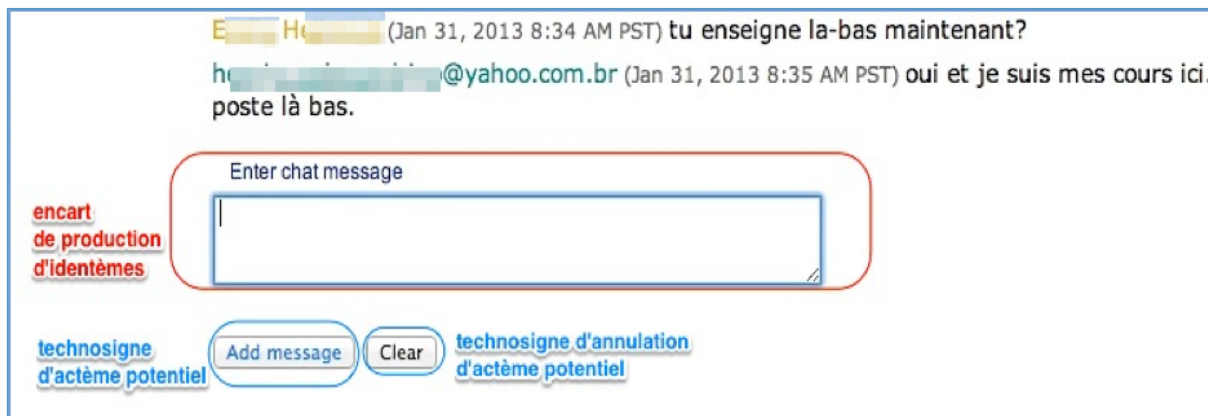 (Jan 31, 2013 8:34 AM PST) tu enseigne la-bas maintenant?
@yahoo.com.br (Jan 31, 2013 8:35 AM PST) oui et je suis mes cours ici.
poste là bas.
Enter chat message
encart
de production
d'identèmes
technosigne
d'actème potentiel
Add message
Clear
technosigne d'annulation
d'actème potentiel